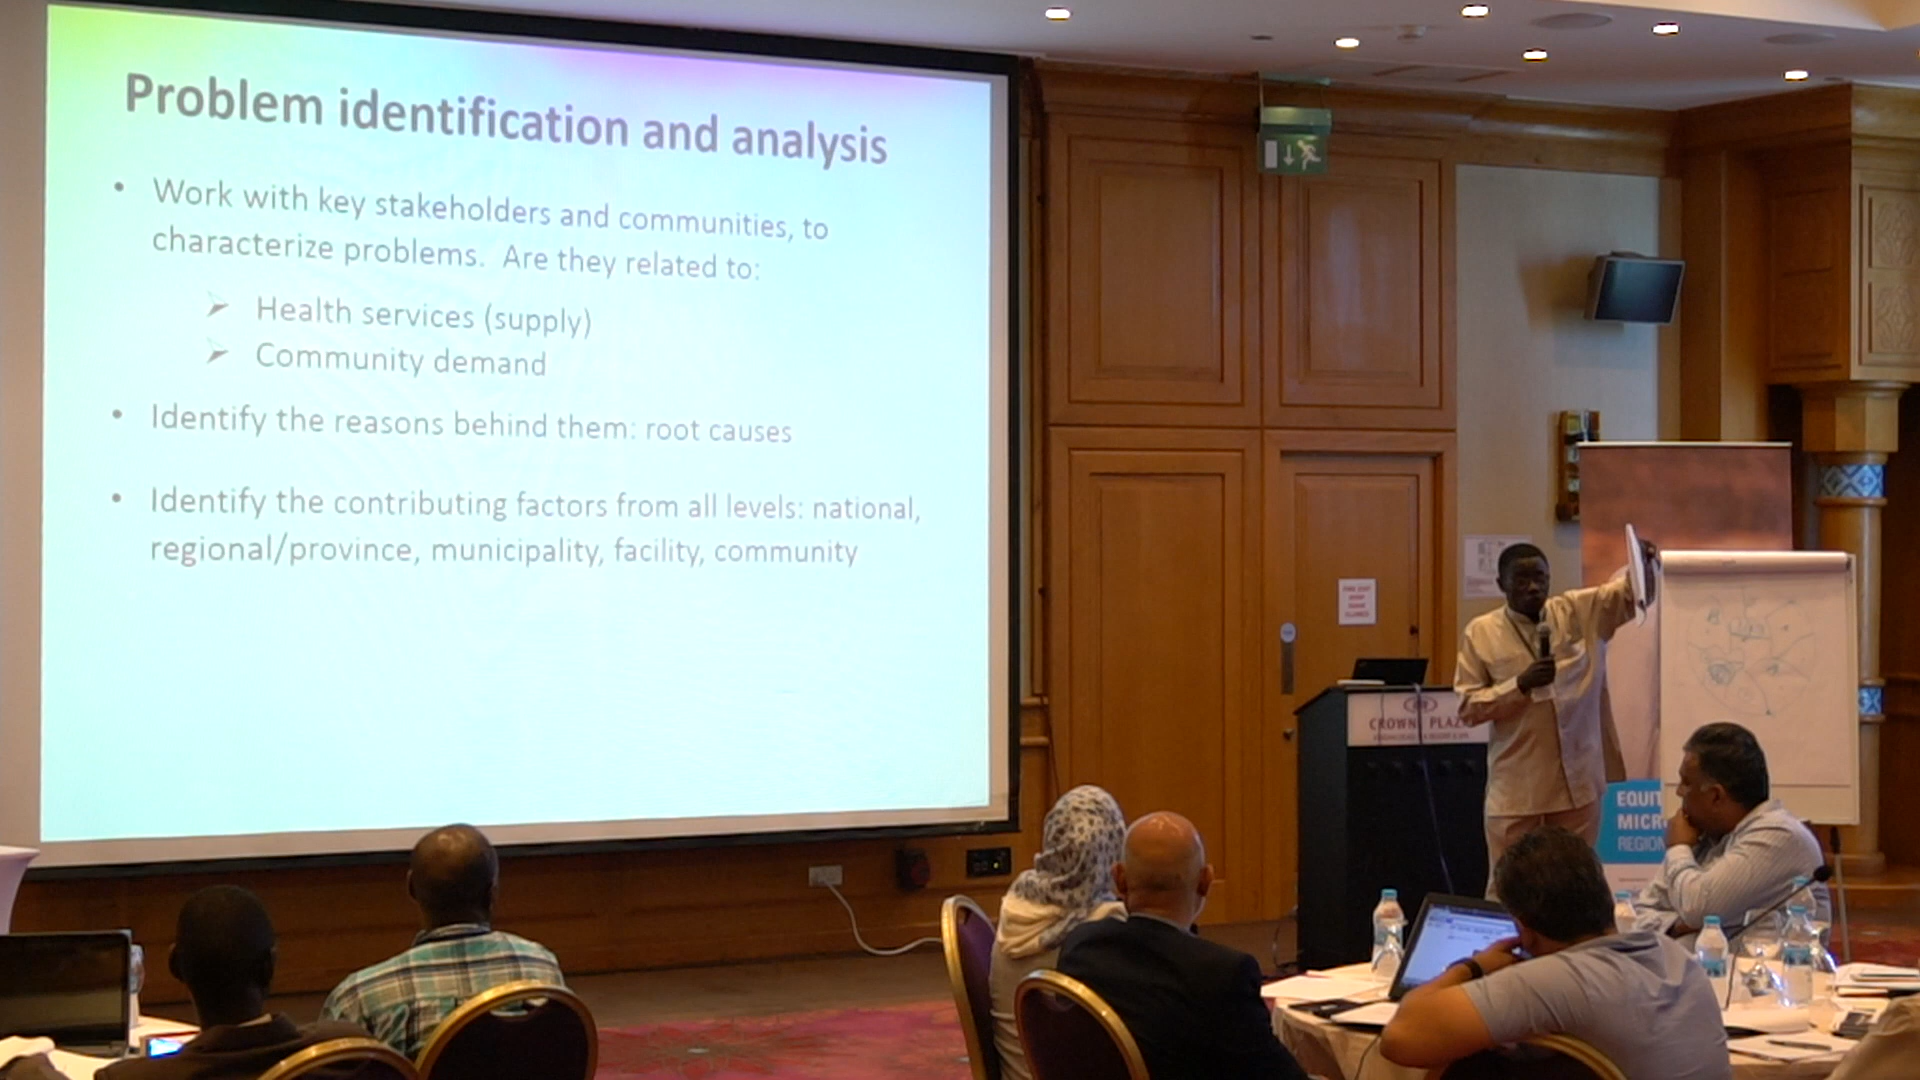 Problem identification and analysis
• Work with key stakeholders and communities, to
characterize problems. Are they related to:
➢ Health services (supply)
➢ Community demand
• Identify the reasons behind them: root causes
• Identify the contributing factors from all levels: national,
regional/province, municipality, facility, community
CROWNE PLAZA
EQUIT
MICR
REGION